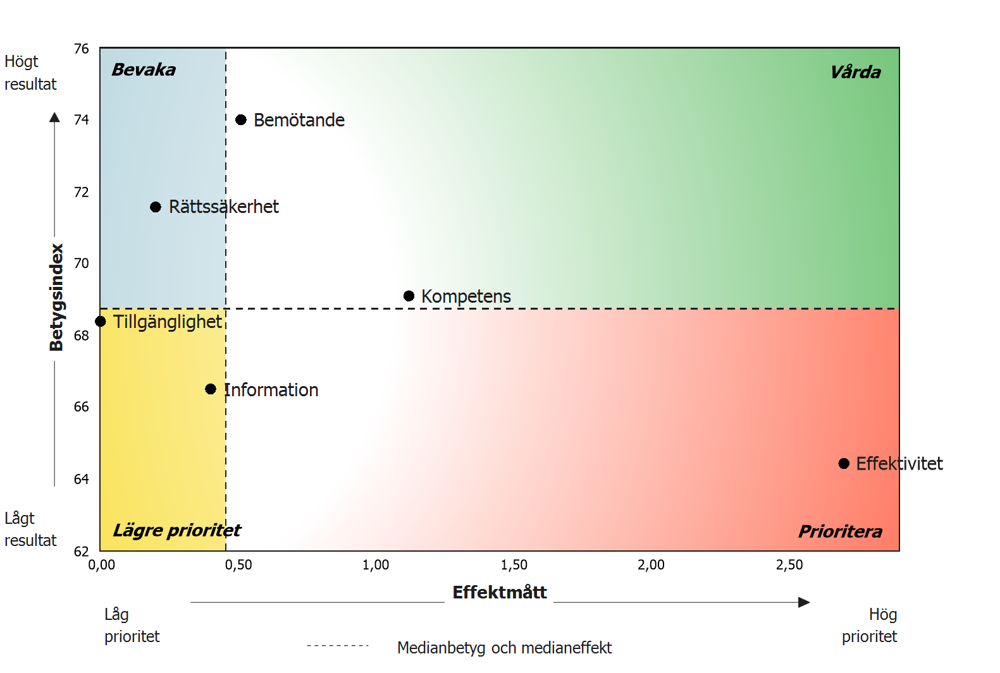 76
Högt
resultat
Bevaka
Vårda
74
Bemötande
72
Rättssäkerhet
70
Betygsindex
Kompetens
Tillgänglighet
68
Information
66
Effektivitet
64
Lågt
resultat
Lägre prioritet
Prioritera
62
0,00 0,50 1,00 1,50 2,00 2,50
Effektmått
Låg
prioritet
Hög
prioritet
Medianbetyg och medianeffekt